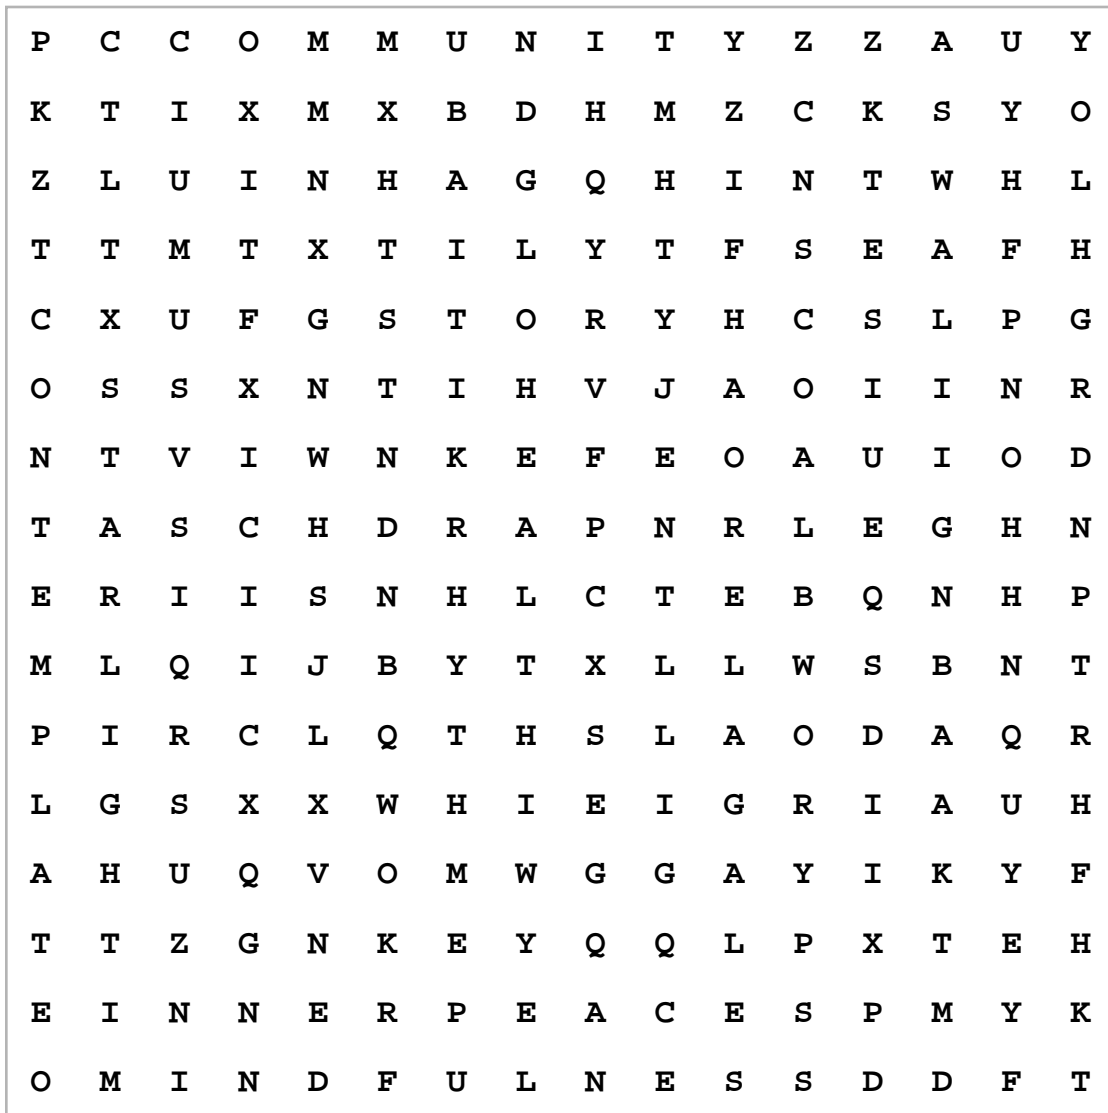 P C C O M M U N I T Y Z Z A U Y
K T I X M X B D H M Z C K S Y O
Z L U I N H A G Q H I N T W H L
T T M T X T I L Y T F S E A F H
C X U F G S T O R Y H C S L P G
O S S X N T I H V J A O I I N R
N T V I W N K E F E O A U I O D
T A S C H D R A P N R L E G H N
E R I I S N H L C T E B Q N H P
M L Q I J B Y T X L L W S B N T
P I R C L Q T H S L A O D A Q R
L G S X X W H I E I G R I A U H
A H U Q V O M W G G A Y I K Y F
T T Z G N K E Y Q Q L P X T E H
E I N N E R P E A C E S P M Y K
O M I N D F U L N E S S D D F T